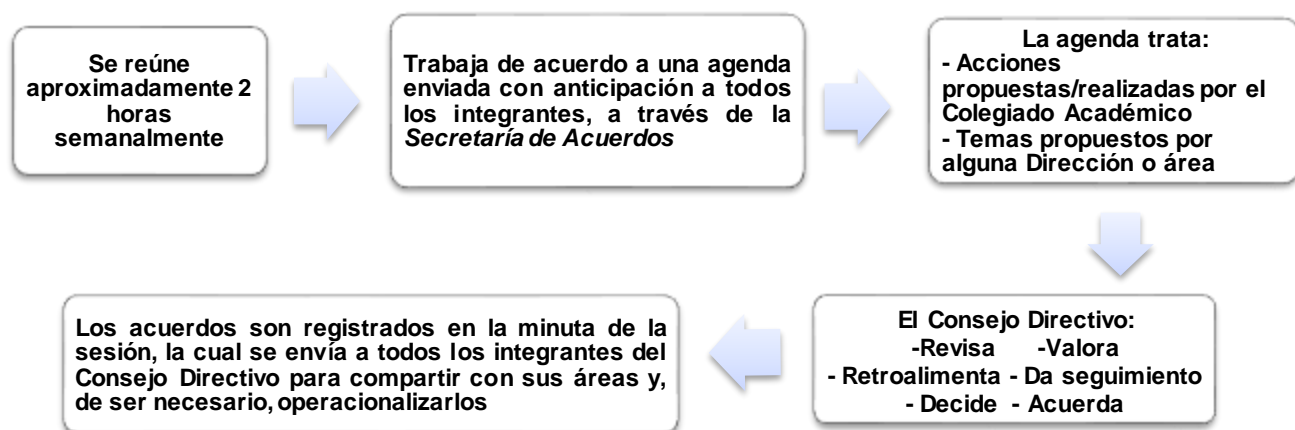 Se reúne
aproximadamente 2
horas
semanalmente
Trabaja de acuerdo a una agenda
enviada con anticipación a todos
los integrantes, a través de la
Secretaría de Acuerdos
La agenda trata:
- Acciones
propuestas/realizadas por el
Colegiado Académico
- Temas propuestos por
alguna Dirección o área
El Consejo Directivo:
-Revisa -Valora
- Retroalimenta - Da seguimiento
- Decide - Acuerda
Los acuerdos son registrados en la minuta de la
sesión, la cual se envía a todos los integrantes del
Consejo Directivo para compartir con sus áreas y,
de ser necesario, operacionalizarlos